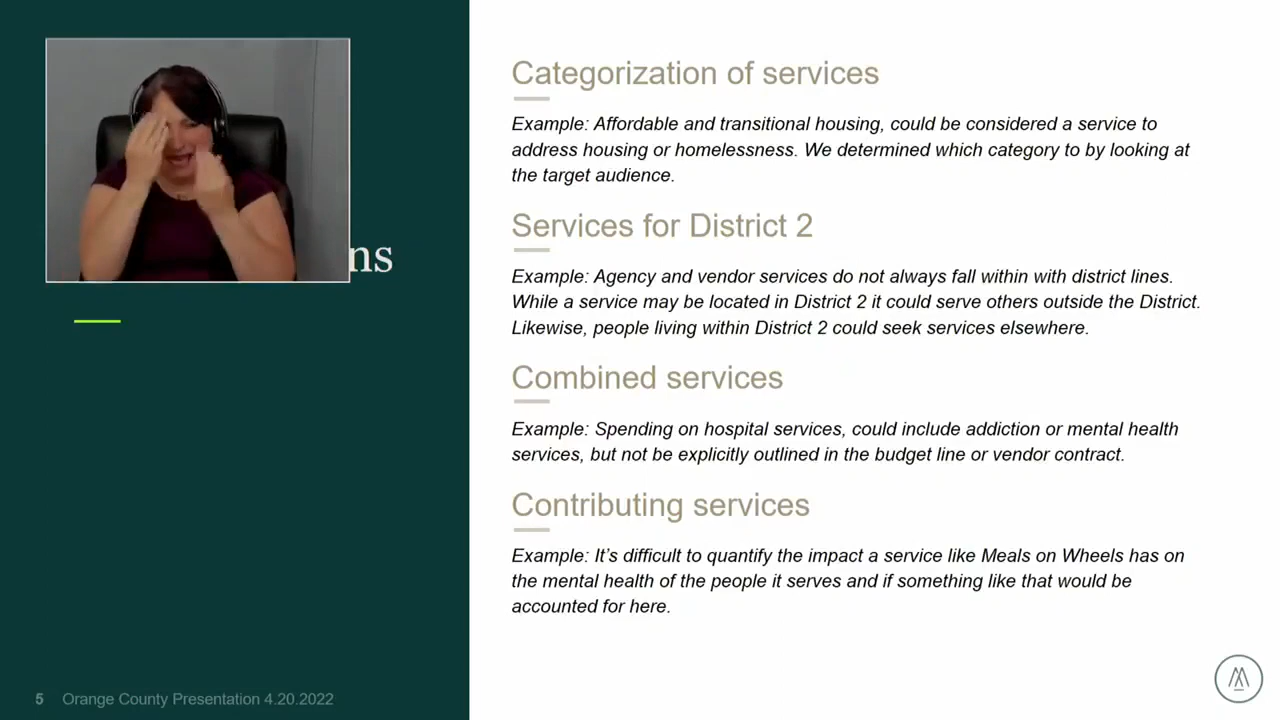 ns
Categorization of services
Example: Affordable and transitional housing, could be considered a service to
address housing or homelessness. We determined which category to by looking at
the target audience.
Services for District 2
Example: Agency and vendor services do not always fall within with district lines.
While a service may be located in District 2 it could serve others outside the District.
Likewise, people living within District 2 could seek services elsewhere.
Combined services
Example: Spending on hospital services, could include addiction or mental health
services, but not be explicitly outlined in the budget line or vendor contract.
Contributing services
Example: It’s difficult to quantify the impact a service like Meals on Wheels has on
the mental health of the people it serves and if something like that would be
accounted for here.
5 Orange County Presentation 4.20.2022